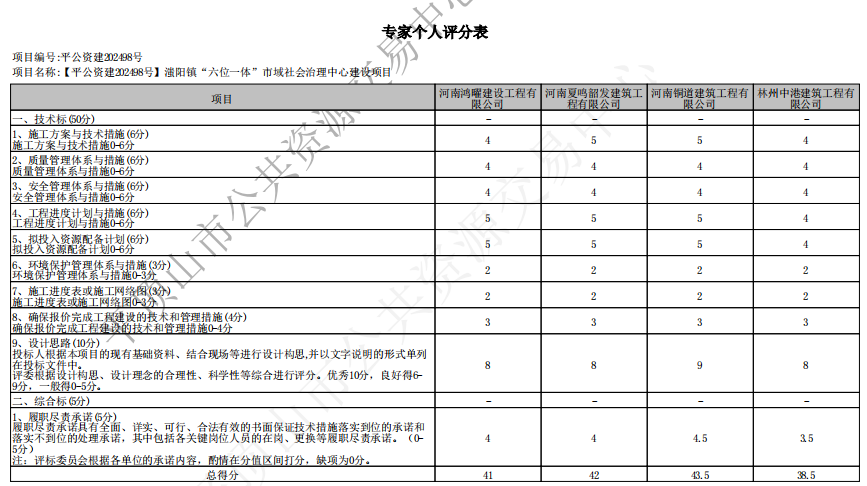 专家个人评分表
项目编号:平公资建202498号
项目名称:【平公资建202498号】滍阳镇“六位一体”市域社会治理中心建设项目
项目 河南鸿曜建设工程有限公司 河南夏鸣韶发建筑工程有限公司 河南铜道建筑工程有限公司 林州中港建筑工程有限公司
一、技术标(50分) - - - -
1、施工方案与技术措施(6分)
施工方案与技术措施0-6分 4 5 5 4
2、质量管理体系与措施(6分)
质量管理体系与措施0-6分 4 4 4 4
3、安全管理体系与措施(6分)
安全管理体系与措施0-6分 4 4 4 4
4、工程进度计划与措施(6分)
工程进度计划与措施0-6分 5 5 5 4
5、拟投入资源配备计划(6分)
拟投入资源配备计划0-6分 5 5 5 4
6、环境保护管理体系与措施(3分)
环境保护管理体系与措施0-3分 2 2 2 2
7、施工进度表或施工网络图(3分)
施工进度表或施工网络图0-3分 2 2 2 2
8、确保报价完成工程建设的技术和管理措施(4分)
确保报价完成工程建设的技术和管理措施0-4分 3 3 3 3
9、设计思路(10分)
投标人根据本项目的现有基础资料、结合现场等进行设计构思,并以文字说明的形式单列
在投标文件中。
评委根据设计构思、设计理念的合理性、科学性等综合进行评分。优秀10分，良好得6-
9分，一般得0-5分。 8 8 9 8
二、综合标(5分) - - - -
1、履职尽责承诺(5分)
履职尽责承诺具有全面、详实、可行、合法有效的书面保证技术措施落实到位的承诺和
落实不到位的处理承诺，其中包括各关键岗位人员的在岗、更换等履职尽责承诺。（0-
5分）
注：评标委员会根据各单位的承诺内容，酌情在分值区间打分，缺项为0分。 4 4 4.5 3.5
总得分 41 42 43.5 38.5
平顶山市公共资源交易中心
平顶山市公共资源交易中心